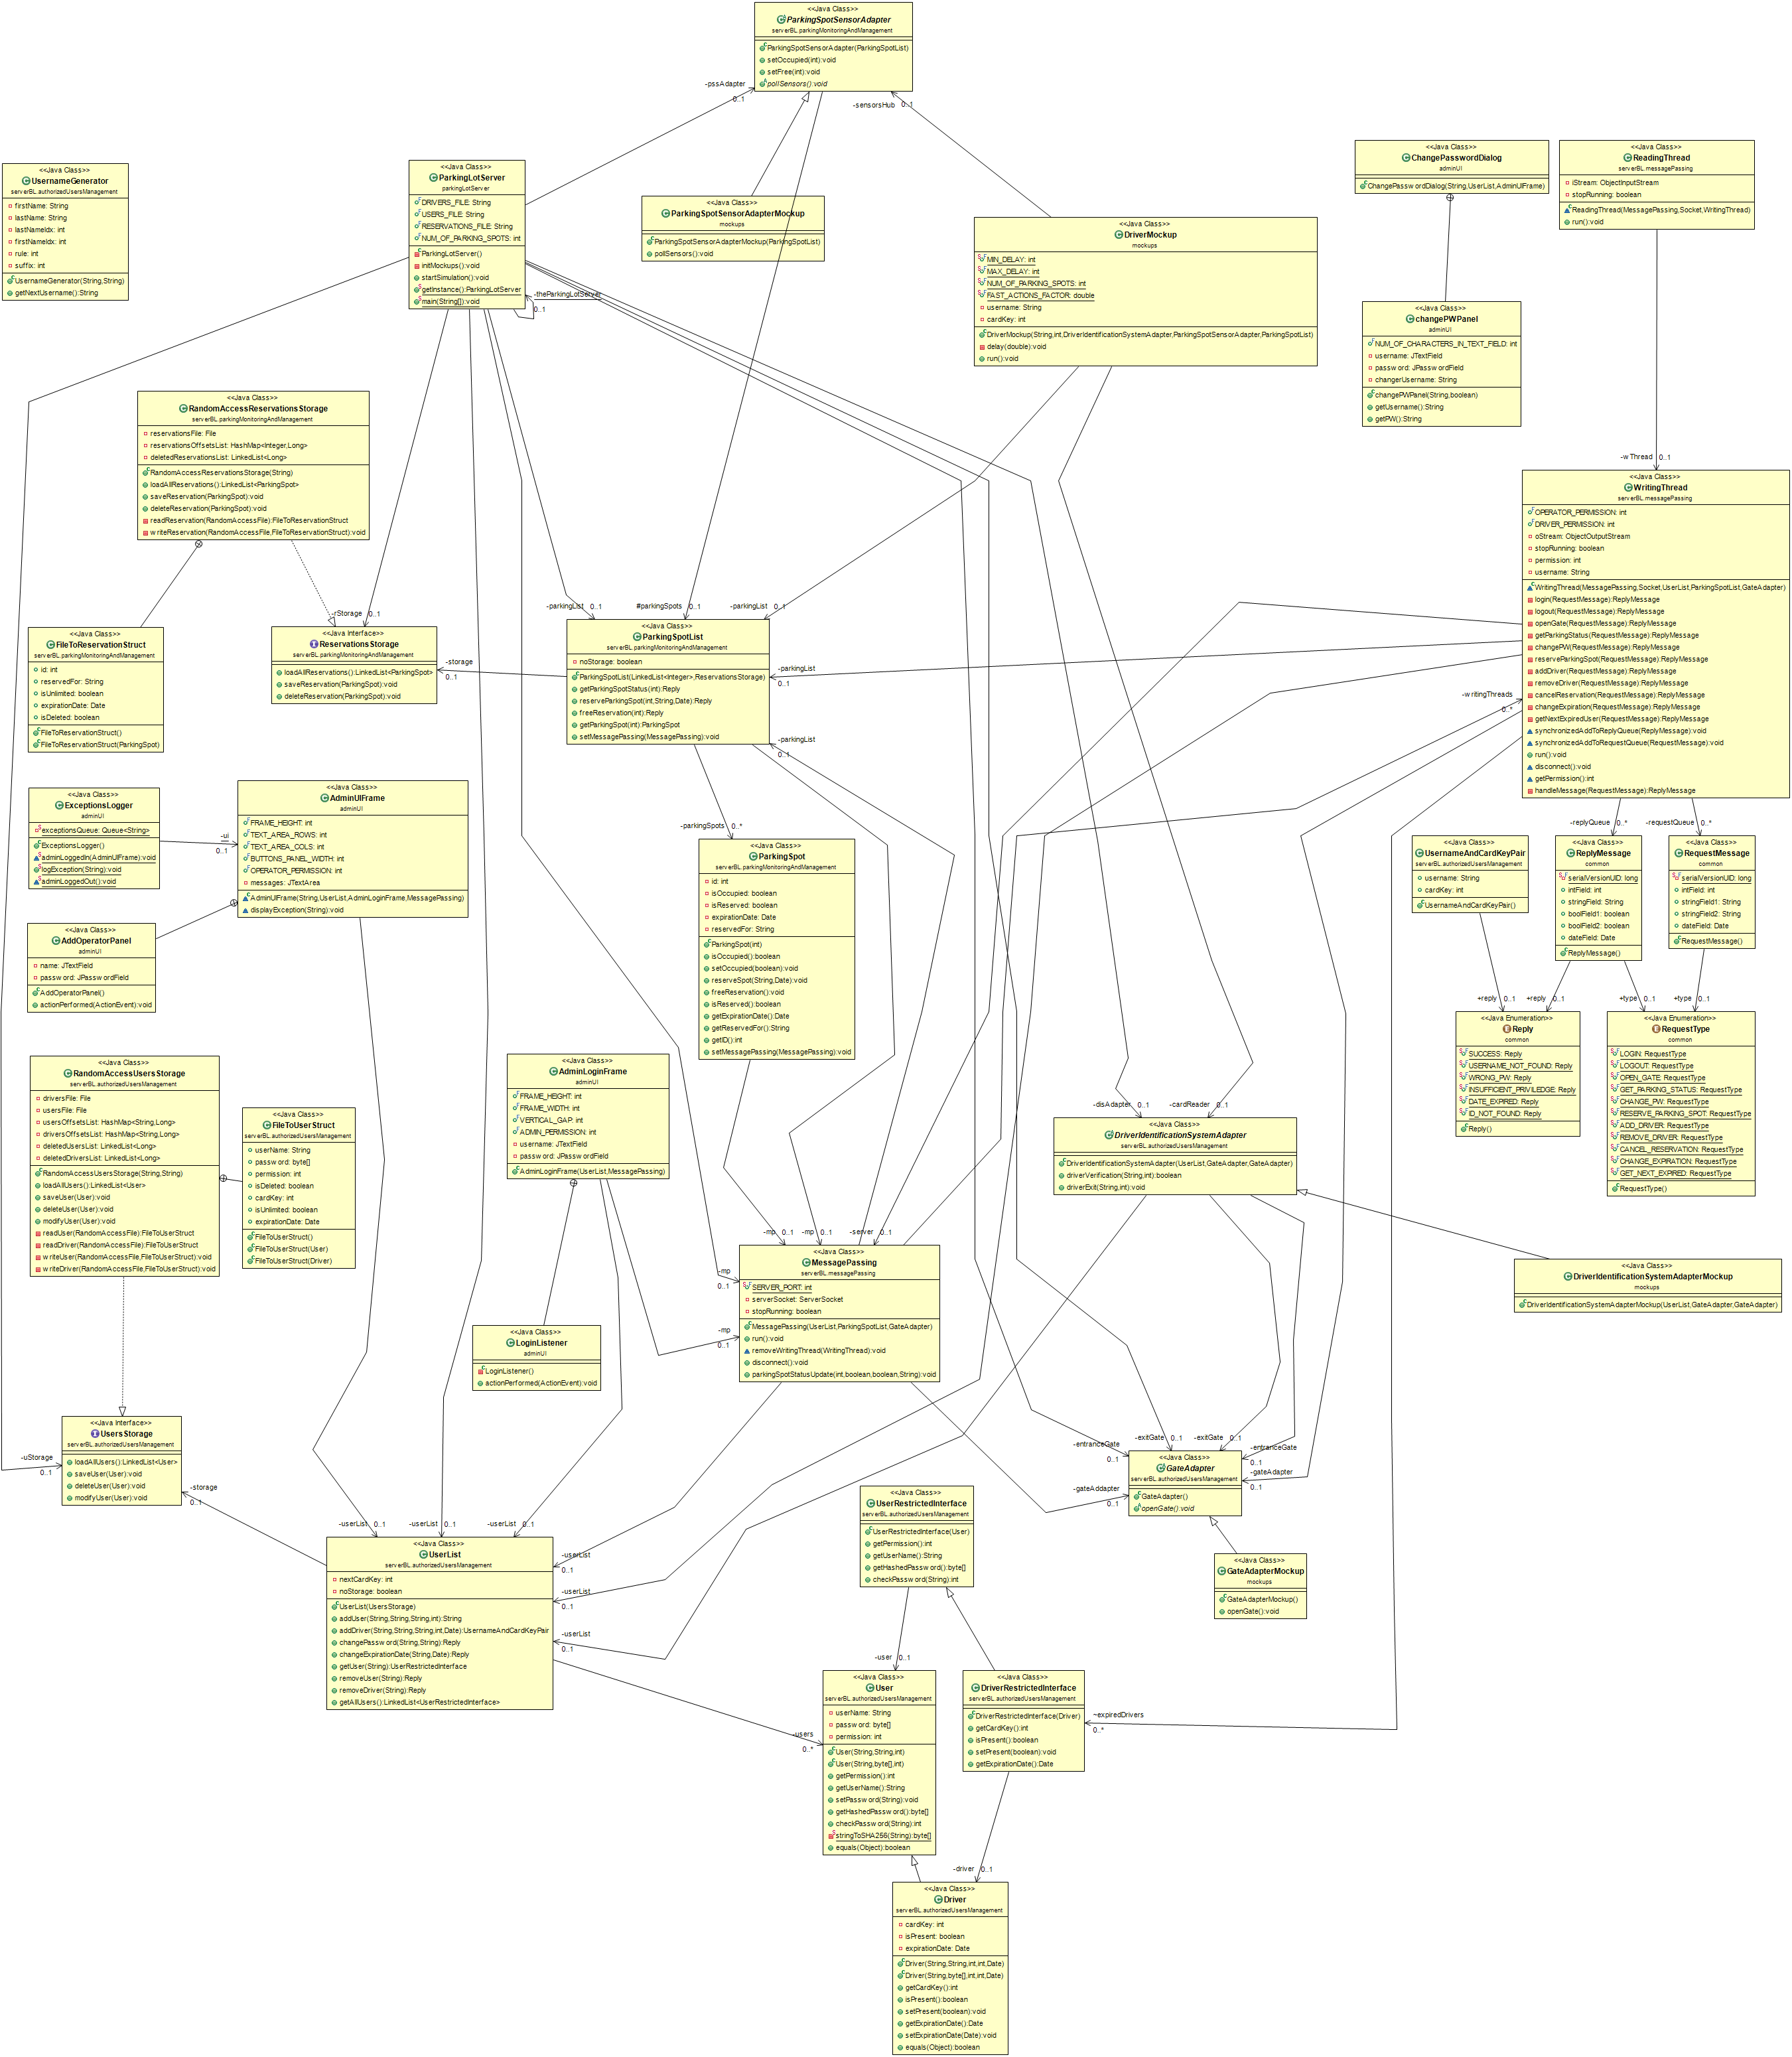 <<Java Class>>
ParkingSpotSensorAdapter
serverBL.parkingMonitoringAndManagement
ParkingSpotSensorAdapter(ParkingSpotList)
setOccupied(int):void
setFree(int):void
pollSensors():void
-pssAdapter
0..1
-sensorsHub
0..1
<<Java Class>>
UsernameGenerator
serverBL.authorizedUsersManagement
firstName: String
lastName: String
lastNameIdx: int
firstNameIdx: int
rule: int
suffix: int
UsernameGenerator(String,String)
getNextUsername():String
<<Java Class>>
ParkingLotServer
parkingLotServer
DRIVERS_FILE: String
USERS_FILE: String
RESERVATIONS_FILE: String
NUM_OF_PARKING_SPOTS: int
ParkingLotServer()
initMockups():void
startSimulation():void
getInstance():ParkingLotServer
main(String[]):void
-theParkingLotServer
0..1
<<Java Class>>
ParkingSpotSensorAdapterMockup
mockups
ParkingSpotSensorAdapterMockup(ParkingSpotList)
pollSensors():void
<<Java Class>>
DriverMockup
mockups
MIN_DELAY: int
MAX_DELAY: int
NUM_OF_PARKING_SPOTS: int
FAST_ACTIONS_FACTOR: double
username: String
cardKey: int
DriverMockup(String,int,DriverIdentificationSystemAdapter,ParkingSpotSensorAdapter,ParkingSpotList)
delay(double):void
run():void
<<Java Class>>
ChangePasswordDialog
adminUI
ChangePasswordDialog(String,UserList,AdminUIFrame)
<<Java Class>>
ReadingThread
serverBL.messagePassing
iStream: ObjectInputStream
stopRunning: boolean
ReadingThread(MessagePassing,Socket,WritingThread)
run():void
<<Java Class>>
changePWPanel
adminUI
NUM_OF_CHARACTERS_IN_TEXT_FIELD: int
username: JTextField
password: JPasswordField
changerUsername: String
changePWPanel(String,boolean)
getUsername():String
getPW():String
-wThread
0..1
<<Java Class>>
RandomAccessReservationsStorage
serverBL.parkingMonitoringAndManagement
reservationsFile: File
reservationsOffsetsList: HashMap<Integer,Long>
deletedReservationsList: LinkedList<Long>
RandomAccessReservationsStorage(String)
loadAllReservations():LinkedList<ParkingSpot>
saveReservation(ParkingSpot):void
deleteReservation(ParkingSpot):void
readReservation(RandomAccessFile):FileToReservationStruct
writeReservation(RandomAccessFile,FileToReservationStruct):void
<<Java Class>>
WritingThread
serverBL.messagePassing
OPERATOR_PERMISSION: int
DRIVER_PERMISSION: int
oStream: ObjectOutputStream
stopRunning: boolean
permission: int
username: String
WritingThread(MessagePassing,Socket,UserList,ParkingSpotList,GateAdapter)
login(RequestMessage):ReplyMessage
logout(RequestMessage):ReplyMessage
openGate(RequestMessage):ReplyMessage
getParkingStatus(RequestMessage):ReplyMessage
changePW(RequestMessage):ReplyMessage
reserveParkingSpot(RequestMessage):ReplyMessage
addDriver(RequestMessage):ReplyMessage
removeDriver(RequestMessage):ReplyMessage
cancelReservation(RequestMessage):ReplyMessage
changeExpiration(RequestMessage):ReplyMessage
getNextExpiredUser(RequestMessage):ReplyMessage
synchronizedAddToReplyQueue(ReplyMessage):void
synchronizedAddToRequestQueue(RequestMessage):void
run():void
disconnect():void
getPermission():int
handleMessage(RequestMessage):ReplyMessage
-rStorage
0..1
-parkingList
0..1
#parkingSpots
0..1
-parkingList
0..1
<<Java Class>>
FileToReservationStruct
serverBL.parkingMonitoringAndManagement
id: int
reservedFor: String
isUnlimited: boolean
expirationDate: Date
isDeleted: boolean
FileToReservationStruct()
FileToReservationStruct(ParkingSpot)
<<Java Interface>>
ReservationsStorage
serverBL.parkingMonitoringAndManagement
loadAllReservations():LinkedList<ParkingSpot>
saveReservation(ParkingSpot):void
deleteReservation(ParkingSpot):void
-storage
0..1
<<Java Class>>
ParkingSpotList
serverBL.parkingMonitoringAndManagement
noStorage: boolean
ParkingSpotList(LinkedList<Integer>,ReservationsStorage)
getParkingSpotStatus(int):Reply
reserveParkingSpot(int,String,Date):Reply
freeReservation(int):Reply
getParkingSpot(int):ParkingSpot
setMessagePassing(MessagePassing):void
-parkingList
0..1
-parkingList
0..1
-writingThreads
0..*
<<Java Class>>
ExceptionsLogger
adminUI
exceptionsQueue: Queue<String>
ExceptionsLogger()
adminLoggedIn(AdminUIFrame):void
logException(String):void
adminLoggedOut():void
-ui
0..1
<<Java Class>>
AdminUIFrame
adminUI
FRAME_HEIGHT: int
TEXT_AREA_ROWS: int
TEXT_AREA_COLS: int
BUTTONS_PANEL_WIDTH: int
OPERATOR_PERMISSION: int
messages: JTextArea
AdminUIFrame(String,UserList,AdminLoginFrame,MessagePassing)
displayException(String):void
<<Java Class>>
AddOperatorPanel
adminUI
name: JTextField
password: JPasswordField
AddOperatorPanel()
actionPerformed(ActionEvent):void
-parkingSpots
0..*
<<Java Class>>
ParkingSpot
serverBL.parkingMonitoringAndManagement
id: int
isOccupied: boolean
isReserved: boolean
expirationDate: Date
reservedFor: String
ParkingSpot(int)
isOccupied():boolean
setOccupied(boolean):void
reserveSpot(String,Date):void
freeReservation():void
isReserved():boolean
getExpirationDate():Date
getReservedFor():String
getID():int
setMessagePassing(MessagePassing):void
-replyQueue
0..*
-requestQueue
0..*
<<Java Class>>
UsernameAndCardKeyPair
serverBL.authorizedUsersManagement
username: String
cardKey: int
UsernameAndCardKeyPair()
<<Java Class>>
ReplyMessage
common
serialVersionUID: long
intField: int
stringField: String
boolField1: boolean
boolField2: boolean
dateField: Date
ReplyMessage()
<<Java Class>>
RequestMessage
common
serialVersionUID: long
intField: int
stringField1: String
stringField2: String
dateField: Date
RequestMessage()
+reply
0..1
+reply
0..1
+type
0..1
+type
0..1
<<Java Enumeration>>
Reply
common
SUCCESS: Reply
USERNAME_NOT_FOUND: Reply
WRONG_PW: Reply
INSUFFICIENT_PRIVILEDGE: Reply
DATE_EXPIRED: Reply
ID_NOT_FOUND: Reply
Reply()
<<Java Enumeration>>
RequestType
common
LOGIN: RequestType
LOGOUT: RequestType
OPEN_GATE: RequestType
GET_PARKING_STATUS: RequestType
CHANGE_PW: RequestType
RESERVE_PARKING_SPOT: RequestType
ADD_DRIVER: RequestType
REMOVE_DRIVER: RequestType
CANCEL_RESERVATION: RequestType
CHANGE_EXPIRATION: RequestType
GET_NEXT_EXPIRED: RequestType
RequestType()
<<Java Class>>
RandomAccessUsersStorage
serverBL.authorizedUsersManagement
driversFile: File
usersFile: File
usersOffsetsList: HashMap<String,Long>
driversOffsetsList: HashMap<String,Long>
deletedUsersList: LinkedList<Long>
deletedDriversList: LinkedList<Long>
RandomAccessUsersStorage(String,String)
loadAllUsers():LinkedList<User>
saveUser(User):void
deleteUser(User):void
modifyUser(User):void
readUser(RandomAccessFile):FileToUserStruct
readDriver(RandomAccessFile):FileToUserStruct
writeUser(RandomAccessFile,FileToUserStruct):void
writeDriver(RandomAccessFile,FileToUserStruct):void
<<Java Class>>
FileToUserStruct
serverBL.authorizedUsersManagement
userName: String
password: byte[]
permission: int
isDeleted: boolean
cardKey: int
isUnlimited: boolean
expirationDate: Date
FileToUserStruct()
FileToUserStruct(User)
FileToUserStruct(Driver)
<<Java Class>>
AdminLoginFrame
adminUI
FRAME_HEIGHT: int
FRAME_WIDTH: int
VERTICAL_GAP: int
ADMIN_PERMISSION: int
username: JTextField
password: JPasswordField
AdminLoginFrame(UserList,MessagePassing)
-disAdapter
0..1
-cardReader
0..1
<<Java Class>>
DriverIdentificationSystemAdapter
serverBL.authorizedUsersManagement
DriverIdentificationSystemAdapter(UserList,GateAdapter,GateAdapter)
driverVerification(String,int):boolean
driverExit(String,int):void
-mp
0..1
-mp
0..1
-server
0..1
-mp
0..1
-mp
0..1
<<Java Class>>
MessagePassing
serverBL.messagePassing
SERVER_PORT: int
serverSocket: ServerSocket
stopRunning: boolean
MessagePassing(UserList,ParkingSpotList,GateAdapter)
run():void
removeWritingThread(WritingThread):void
disconnect():void
parkingSpotStatusUpdate(int,boolean,boolean,String):void
<<Java Class>>
DriverIdentificationSystemAdapterMockup
mockups
DriverIdentificationSystemAdapterMockup(UserList,GateAdapter,GateAdapter)
<<Java Class>>
LoginListener
adminUI
LoginListener()
actionPerformed(ActionEvent):void
<<Java Interface>>
UsersStorage
serverBL.authorizedUsersManagement
loadAllUsers():LinkedList<User>
saveUser(User):void
deleteUser(User):void
modifyUser(User):void
-uStorage
0..1
-storage
0..1
-entranceGate
0..1
-exitGate
0..1
-exitGate
0..1
-entranceGate
0..1
-gateAdapter
0..1
-gateAddapter
0..1
<<Java Class>>
GateAdapter
serverBL.authorizedUsersManagement
GateAdapter()
openGate():void
<<Java Class>>
GateAdapterMockup
mockups
GateAdapterMockup()
openGate():void
<<Java Class>>
UserRestrictedInterface
serverBL.authorizedUsersManagement
UserRestrictedInterface(User)
getPermission():int
getUserName():String
getHashedPassword():byte[]
checkPassword(String):int
-userList
0..1
-userList
0..1
-userList
0..1
-userList
0..1
-userList
0..1
-userList
0..1
<<Java Class>>
UserList
serverBL.authorizedUsersManagement
nextCardKey: int
noStorage: boolean
UserList(UsersStorage)
addUser(String,String,String,int):String
addDriver(String,String,String,int,Date):UsernameAndCardKeyPair
changePassword(String,String):Reply
changeExpirationDate(String,Date):Reply
getUser(String):UserRestrictedInterface
removeUser(String):Reply
removeDriver(String):Reply
getAllUsers():LinkedList<UserRestrictedInterface>
-user
0..1
-users
0..*
<<Java Class>>
User
serverBL.authorizedUsersManagement
userName: String
password: byte[]
permission: int
User(String,String,int)
User(String,byte[],int)
getPermission():int
getUserName():String
setPassword(String):void
getHashedPassword():byte[]
checkPassword(String):int
stringToSHA256(String):byte[]
equals(Object):boolean
<<Java Class>>
DriverRestrictedInterface
serverBL.authorizedUsersManagement
DriverRestrictedInterface(Driver)
getCardKey():int
isPresent():boolean
setPresent(boolean):void
getExpirationDate():Date
~expiredDrivers
0..*
-driver
0..1
<<Java Class>>
Driver
serverBL.authorizedUsersManagement
cardKey: int
isPresent: boolean
expirationDate: Date
Driver(String,String,int,int,Date)
Driver(String,byte[],int,int,Date)
getCardKey():int
isPresent():boolean
setPresent(boolean):void
getExpirationDate():Date
setExpirationDate(Date):void
equals(Object):boolean